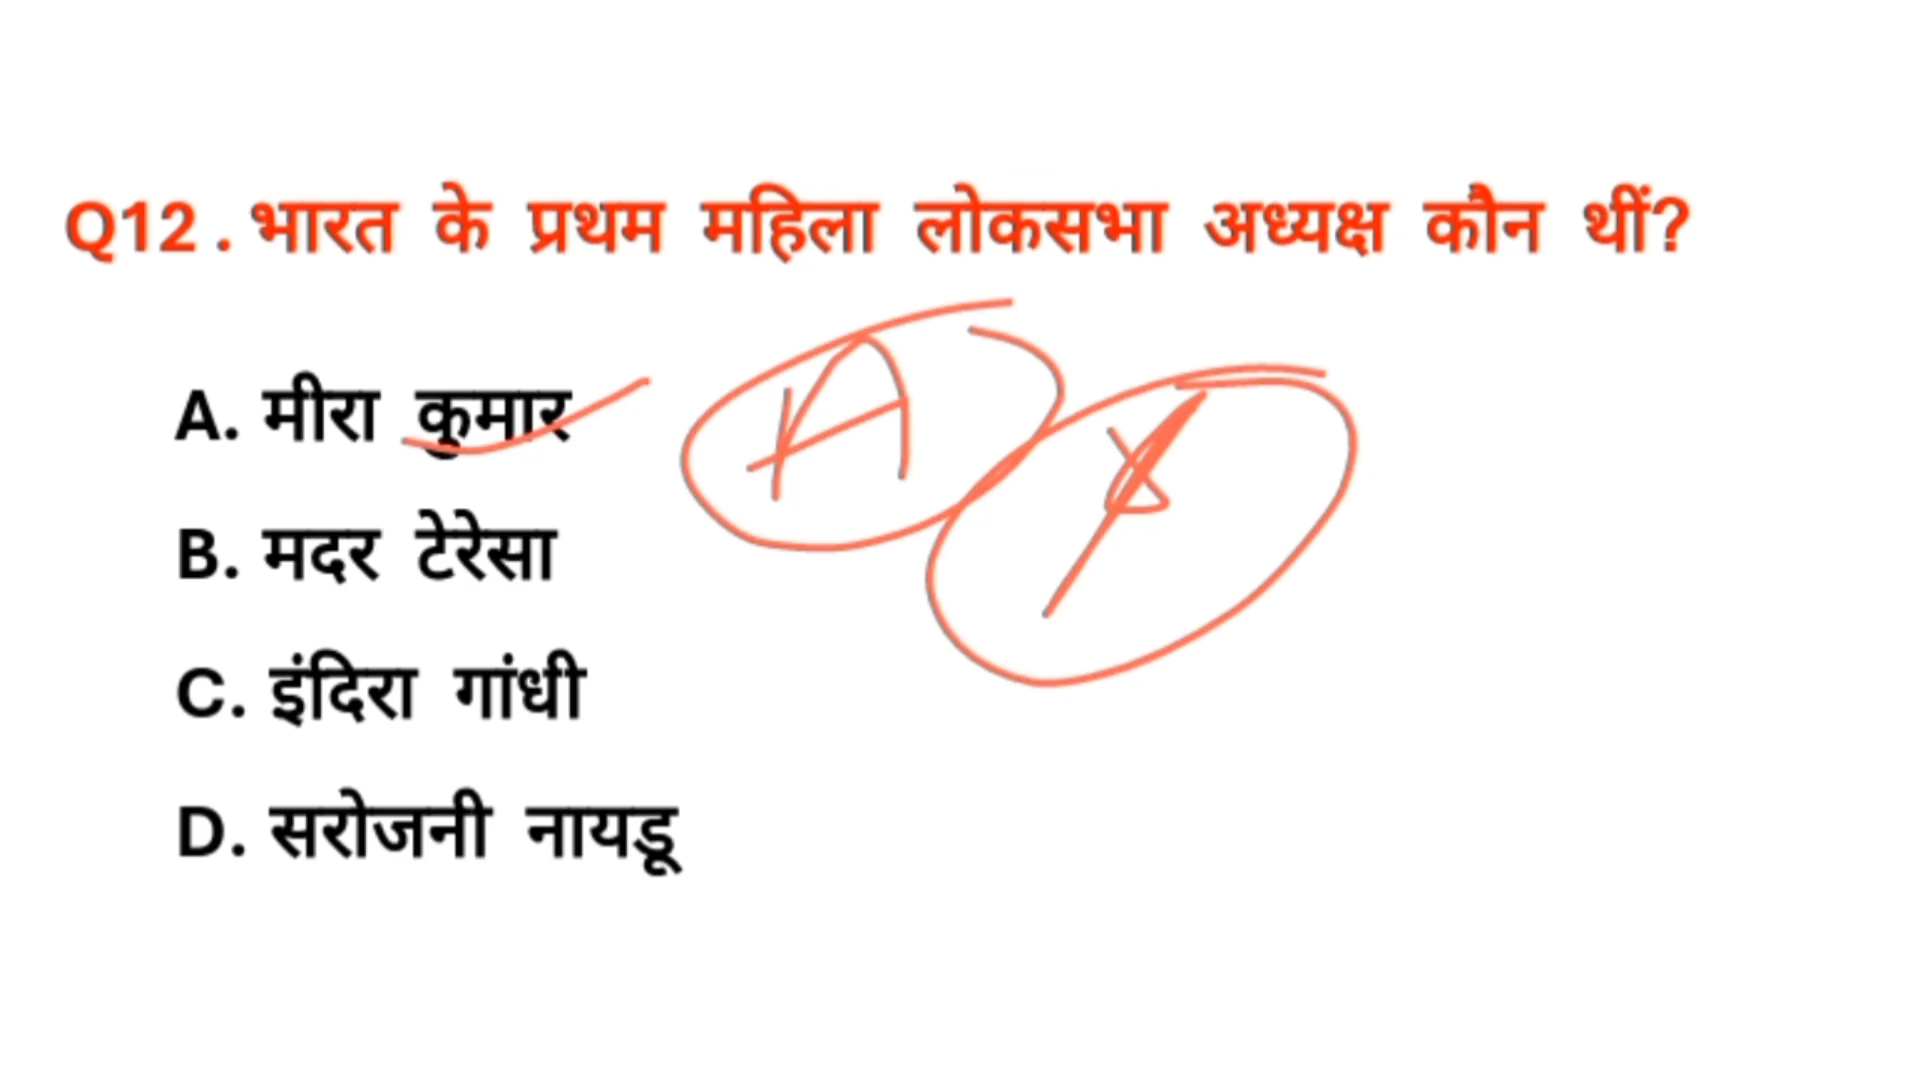 Q12 . भारत के प्रथम महिला लोकसभा अध्यक्ष कौन थीं?
A. मीरा कुमार
A
B. मदर टेरेसा
C. इंदिरा गांधी
D. सरोजनी नायडू